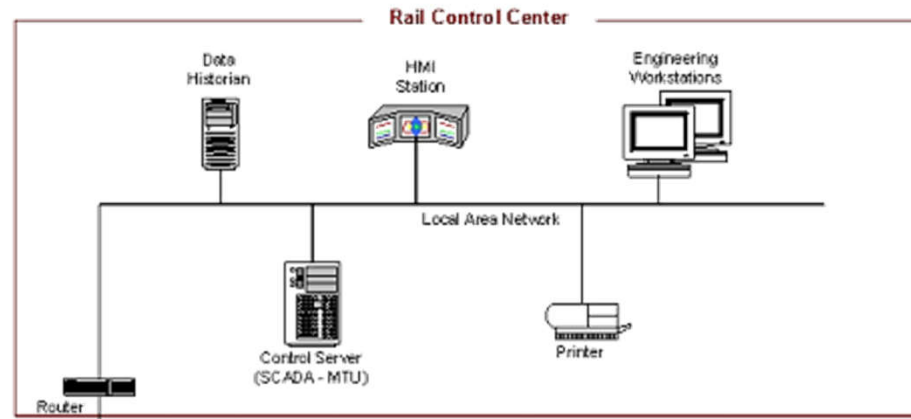 Rail Control Center
Data
Historian
HMI
Station
Engineering
Workstations
Local Area Network
Control Server
(SCADA - MTU)
Printer
Router